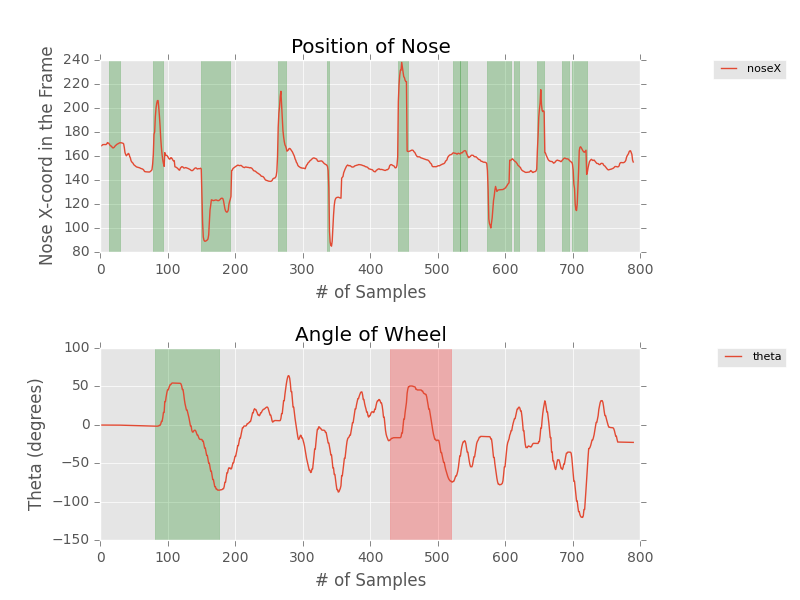 Position of Nose
Nose X-coord in the Frame
240
220
200
180
160
140
120
100
80
0 100 200 300 400 500 600 700 800
# of Samples
noseX
Angle of Wheel
Theta (degrees)
100
50
0
−50
−100
−150
0 100 200 300 400 500 600 700 800
# of Samples
theta